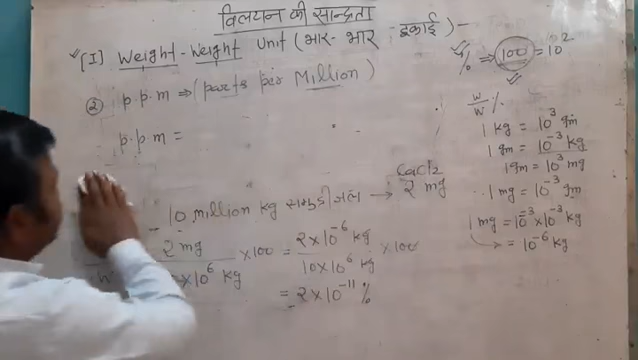 विलयन की सान्द्रता
[I] Weight-Weight Unit (भार-भार इकाई) -
% ⇒ 100 = 10²
② p.p.m ⇒ (parts per Million)
p.p.m =
W/W %
1 kg = 10³ gm
1 gm = 10⁻³ kg
1 gm = 10³ mg
∴ 1 mg = 10⁻³ gm
1 mg = 10⁻³ × 10⁻³ kg
= 10⁻⁶ kg
CaCl₂
10 million kg समुद्री जल → 2 mg
2 mg / ×10⁶ kg ×100 = 2×10⁻⁶ kg / 10×10⁶ kg ×100
= 2×10⁻¹¹ %